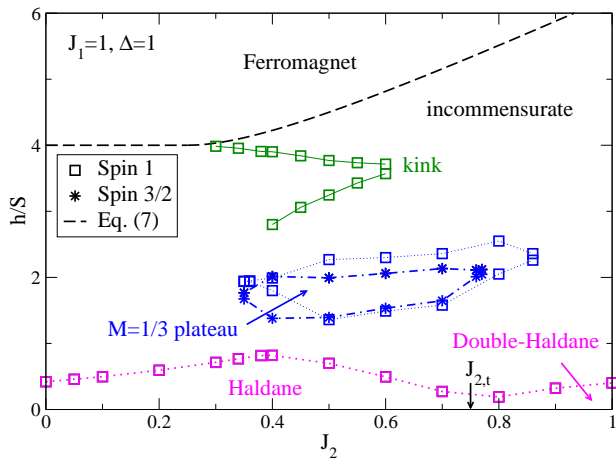 6
J1=1, Δ=1
Ferromagnet
incommensurate
4
kink
Spin 1
Spin 3/2
Eq. (7)
h/S
2
M=1/3 plateau
Double-Haldane
J2,t
Haldane
0
0 0.2 0.4 0.6 0.8 1
J2